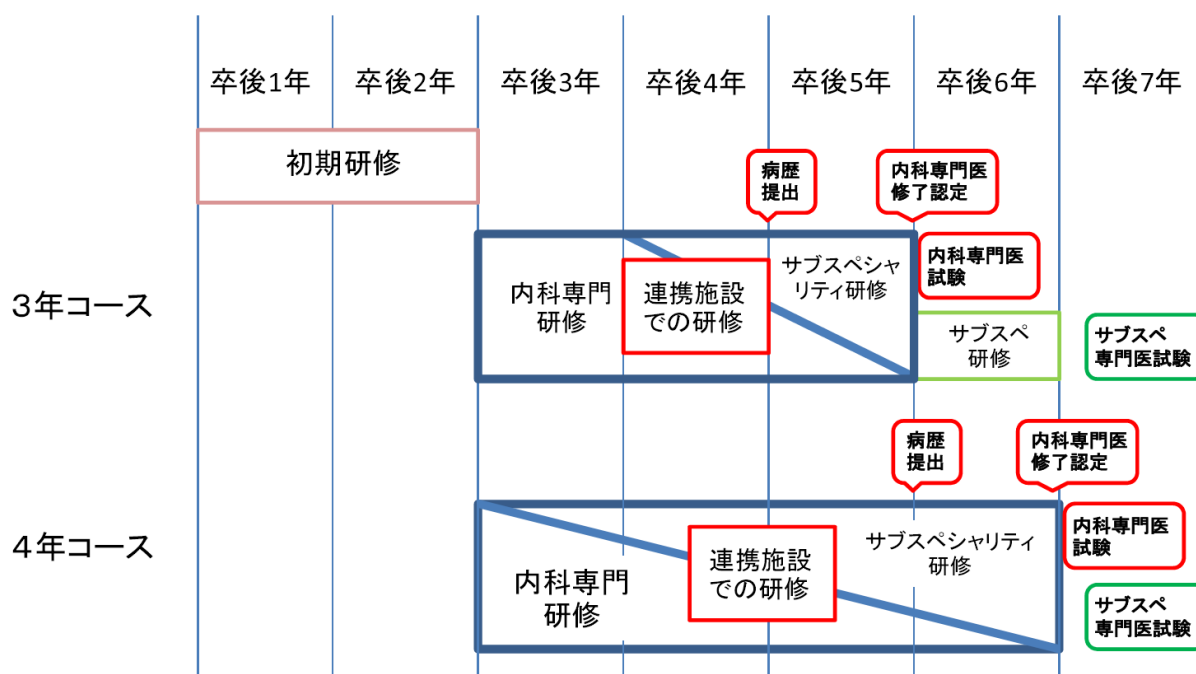 卒後1年 卒後2年 卒後3年 卒後4年 卒後5年 卒後6年 卒後7年
初期研修
病歴
提出
内科専門医
修了認定
3年コース
内科専門
研修
連携施設
での研修
サブスペシャ
リティ研修
内科専門医
試験
サブスペ
研修
サブスペ
専門医試験
病歴
提出
内科専門医
修了認定
4年コース
内科専門
研修
連携施設
での研修
サブスペシャリティ
研修
内科専門医
試験
サブスペ
専門医試験